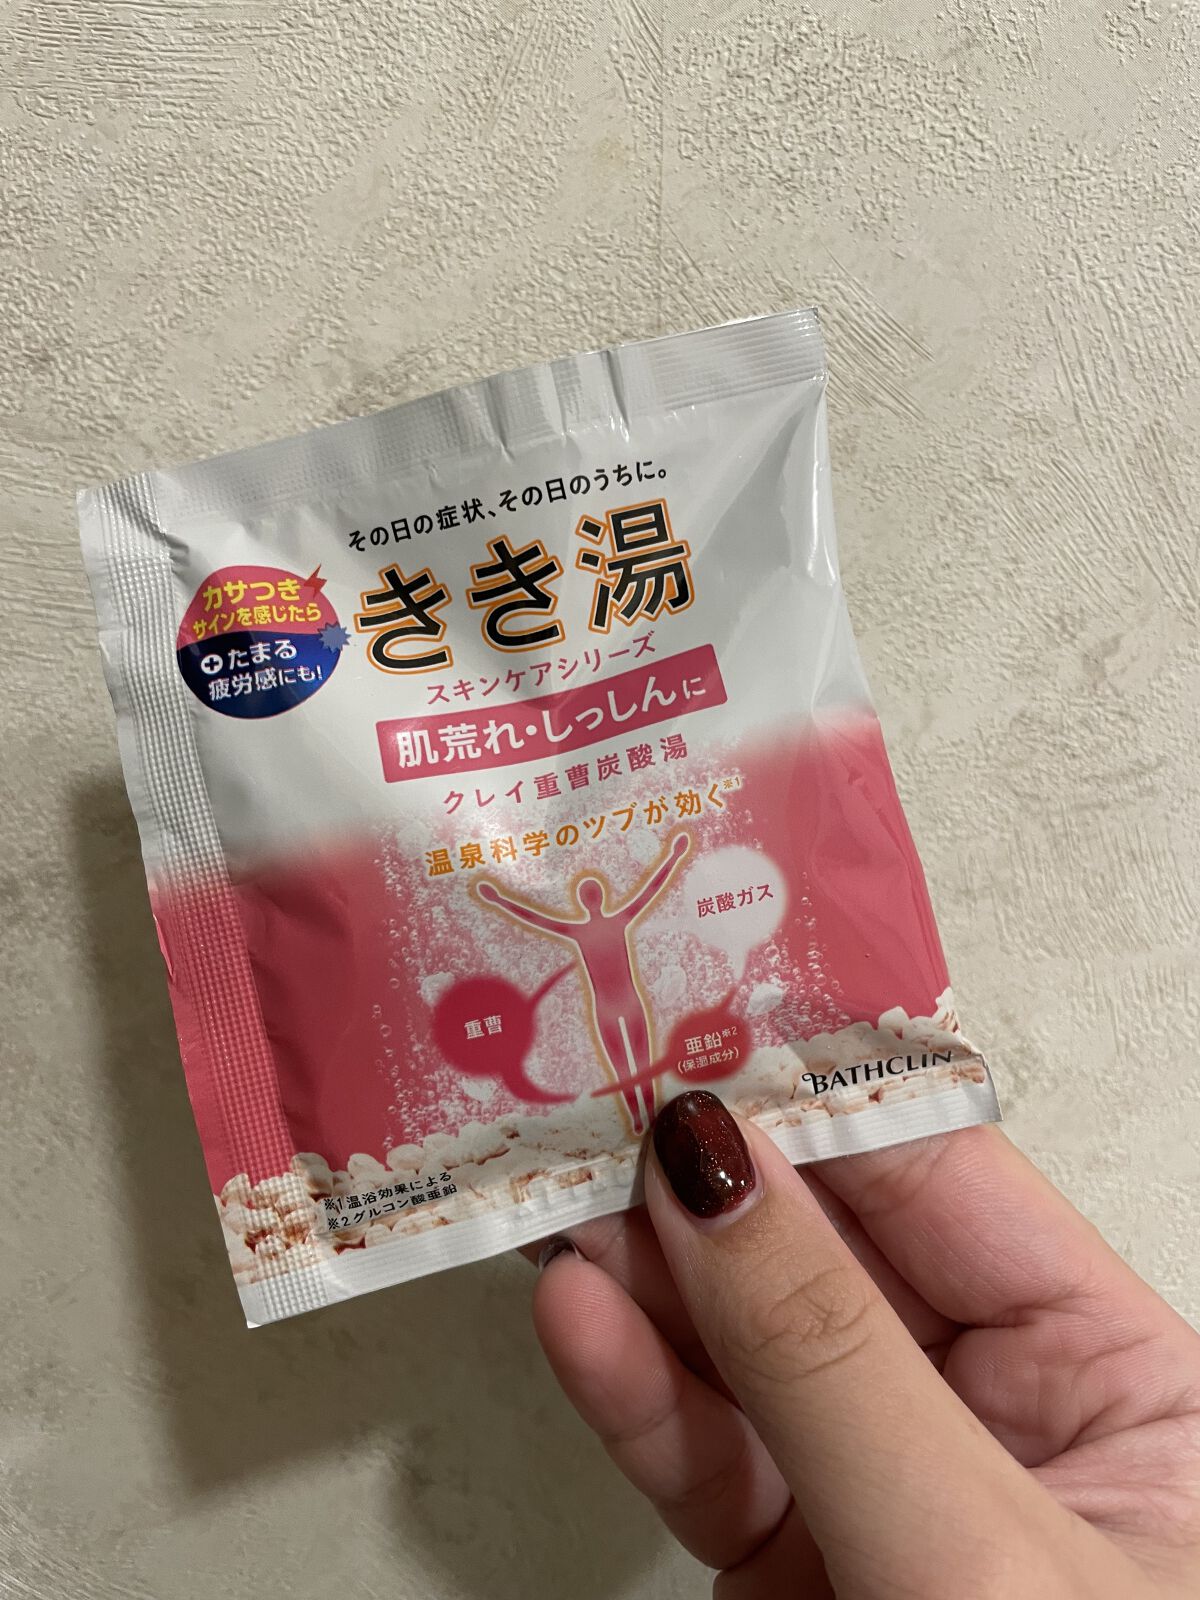 その日の症状、その日のうちに。
きき湯
カサつき
サインを感じたら
+たまる
疲労感にも!
スキンケアシリーズ
肌荒れ・しっしんに
クレイ重曹炭酸湯
温泉科学のツブが効く※1
炭酸ガス
重曹
亜鉛※2
(保湿成分)
BATHCLIN
※1温浴効果による
※2グルコン酸亜鉛